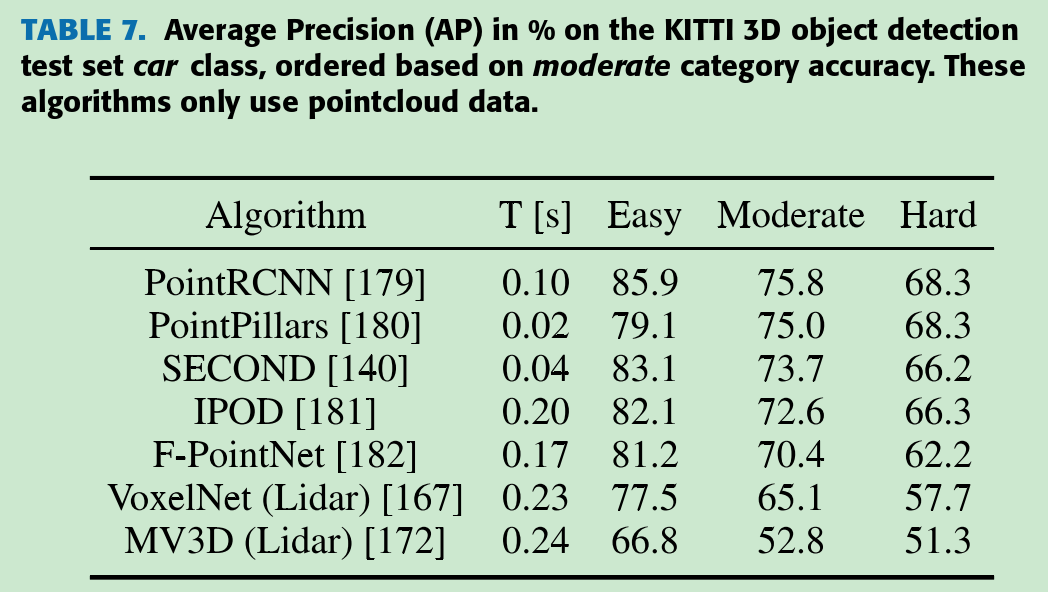 TABLE 7. Average Precision (AP) in % on the KITTI 3D object detection
test set car class, ordered based on moderate category accuracy. These
algorithms only use pointcloud data.
Algorithm T [s] Easy Moderate Hard
PointRCNN [179] 0.10 85.9 75.8 68.3
PointPillars [180] 0.02 79.1 75.0 68.3
SECOND [140] 0.04 83.1 73.7 66.2
IPOD [181] 0.20 82.1 72.6 66.3
F-PointNet [182] 0.17 81.2 70.4 62.2
VoxelNet (Lidar) [167] 0.23 77.5 65.1 57.7
MV3D (Lidar) [172] 0.24 66.8 52.8 51.3